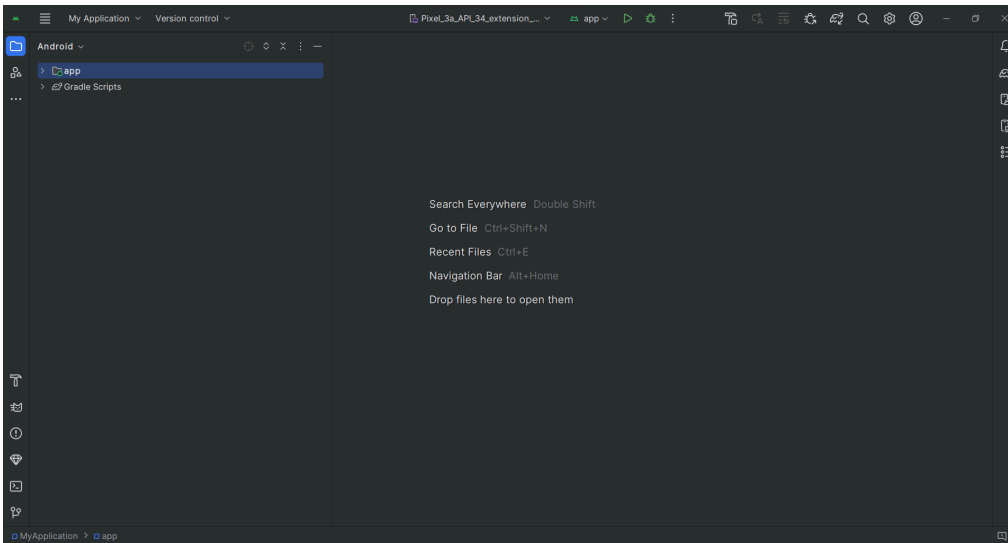 My Application Version control Pixel_3a_API_34_extension_... app
Android
app
Gradle Scripts
Search Everywhere Double Shift
Go to File Ctrl+Shift+N
Recent Files Ctrl+E
Navigation Bar Alt+Home
Drop files here to open them
MyApplication > app